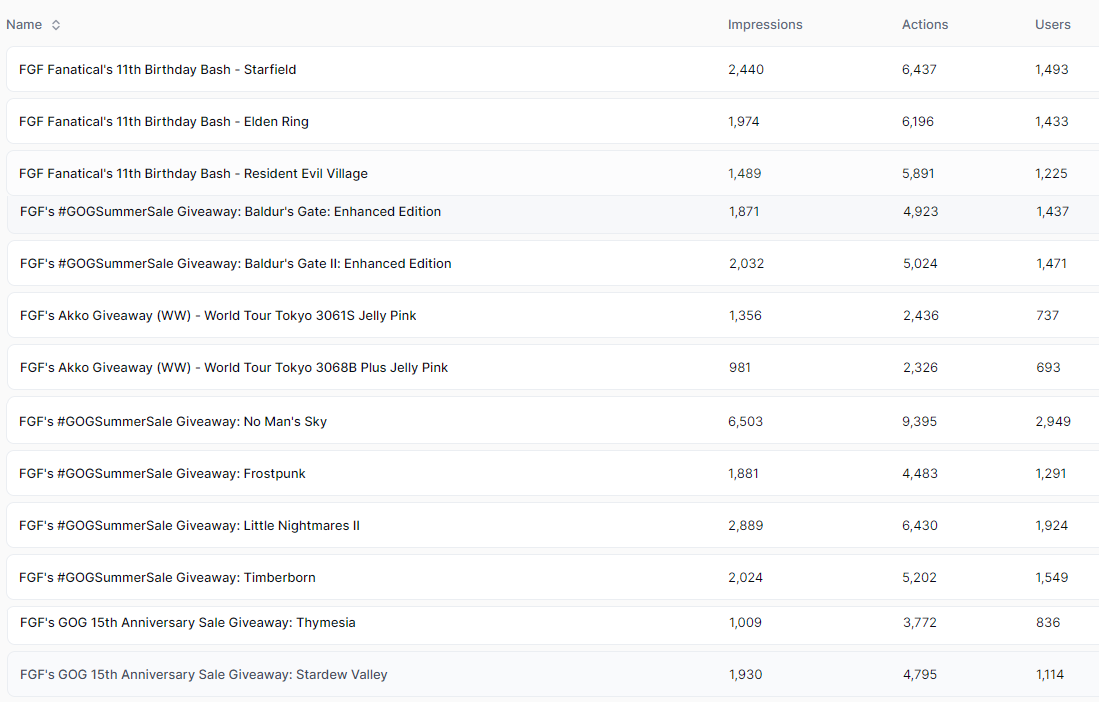 Name Impressions Actions Users
FGF Fanatical's 11th Birthday Bash - Starfield 2,440 6,437 1,493
FGF Fanatical's 11th Birthday Bash - Elden Ring 1,974 6,196 1,433
FGF Fanatical's 11th Birthday Bash - Resident Evil Village 1,489 5,891 1,225
FGF's #GOGSummerSale Giveaway: Baldur's Gate: Enhanced Edition 1,871 4,923 1,437
FGF's #GOGSummerSale Giveaway: Baldur's Gate II: Enhanced Edition 2,032 5,024 1,471
FGF's Akko Giveaway (WW) - World Tour Tokyo 3061S Jelly Pink 1,356 2,436 737
FGF's Akko Giveaway (WW) - World Tour Tokyo 3068B Plus Jelly Pink 981 2,326 693
FGF's #GOGSummerSale Giveaway: No Man's Sky 6,503 9,395 2,949
FGF's #GOGSummerSale Giveaway: Frostpunk 1,881 4,483 1,291
FGF's #GOGSummerSale Giveaway: Little Nightmares II 2,889 6,430 1,924
FGF's #GOGSummerSale Giveaway: Timberborn 2,024 5,202 1,549
FGF's GOG 15th Anniversary Sale Giveaway: Thymesia 1,009 3,772 836
FGF's GOG 15th Anniversary Sale Giveaway: Stardew Valley 1,930 4,795 1,114